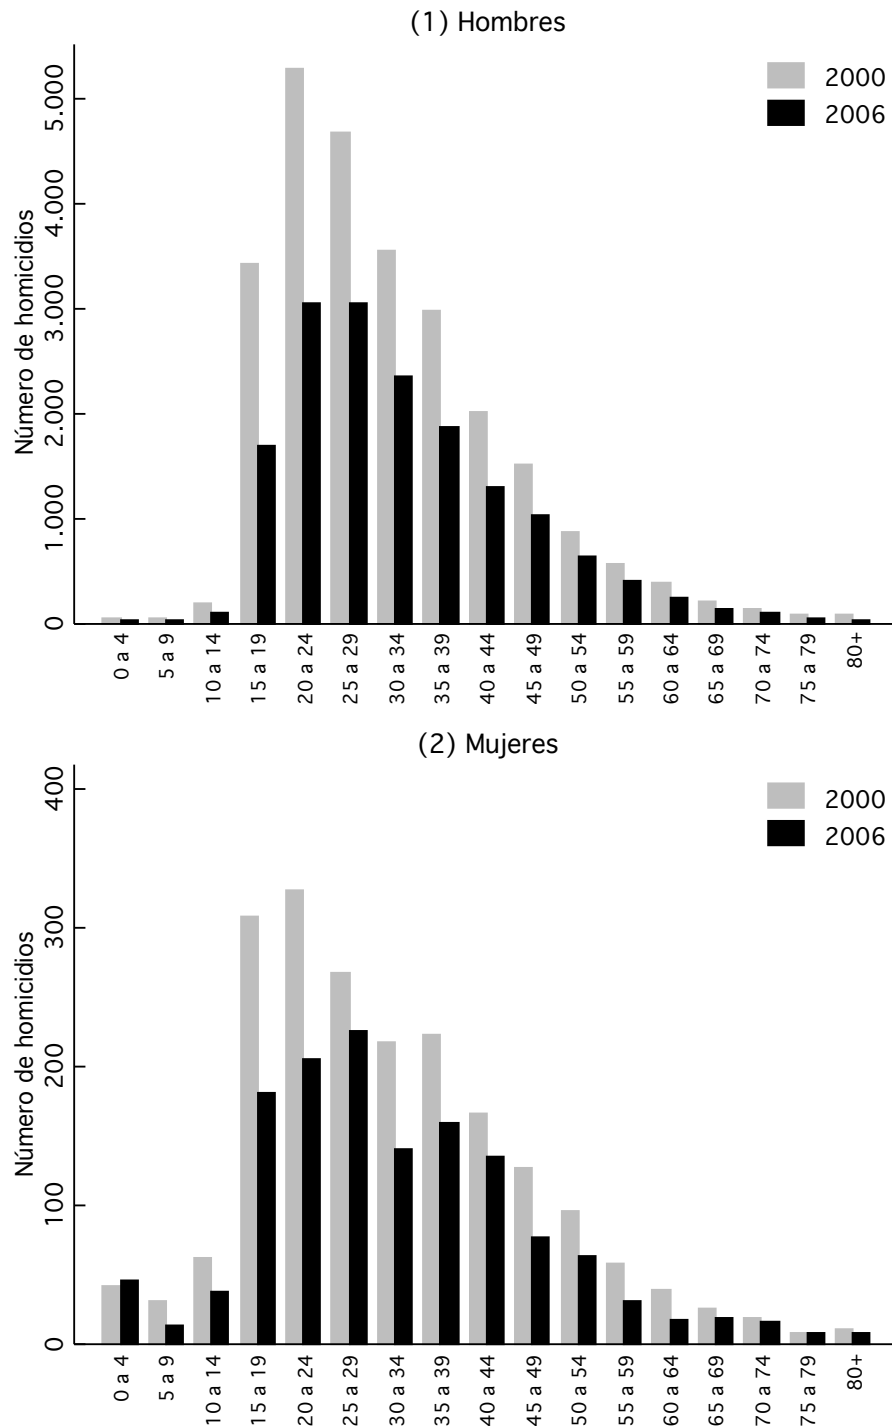 (1) Hombres
2000
2006
Número de homicidios
5.000
4.000
3.000
2.000
1.000
0
0 a 4
5 a 9
10 a 14
15 a 19
20 a 24
25 a 29
30 a 34
35 a 39
40 a 44
45 a 49
50 a 54
55 a 59
60 a 64
65 a 69
70 a 74
75 a 79
80+
(2) Mujeres
2000
2006
Número de homicidios
400
300
200
100
0
0 a 4
5 a 9
10 a 14
15 a 19
20 a 24
25 a 29
30 a 34
35 a 39
40 a 44
45 a 49
50 a 54
55 a 59
60 a 64
65 a 69
70 a 74
75 a 79
80+